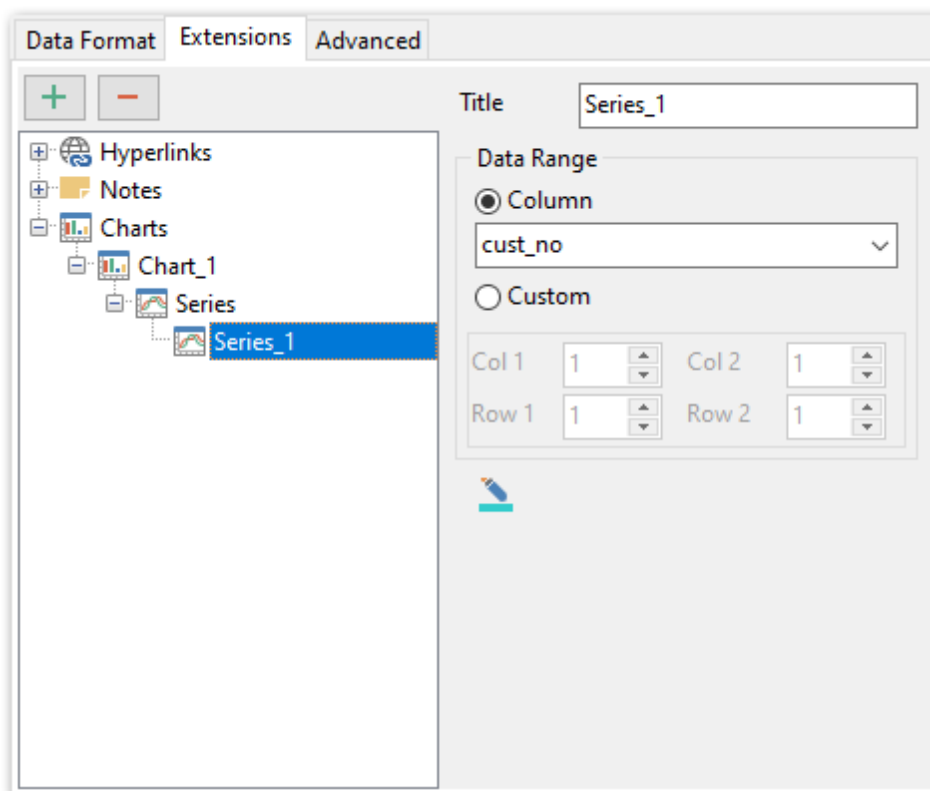 Data Format Extensions Advanced
+ −
Hyperlinks
Notes
Charts
Chart_1
Series
Series_1
Title Series_1
Data Range
Column
cust_no
Custom
Col 1 1 Col 2 1
Row 1 1 Row 2 1